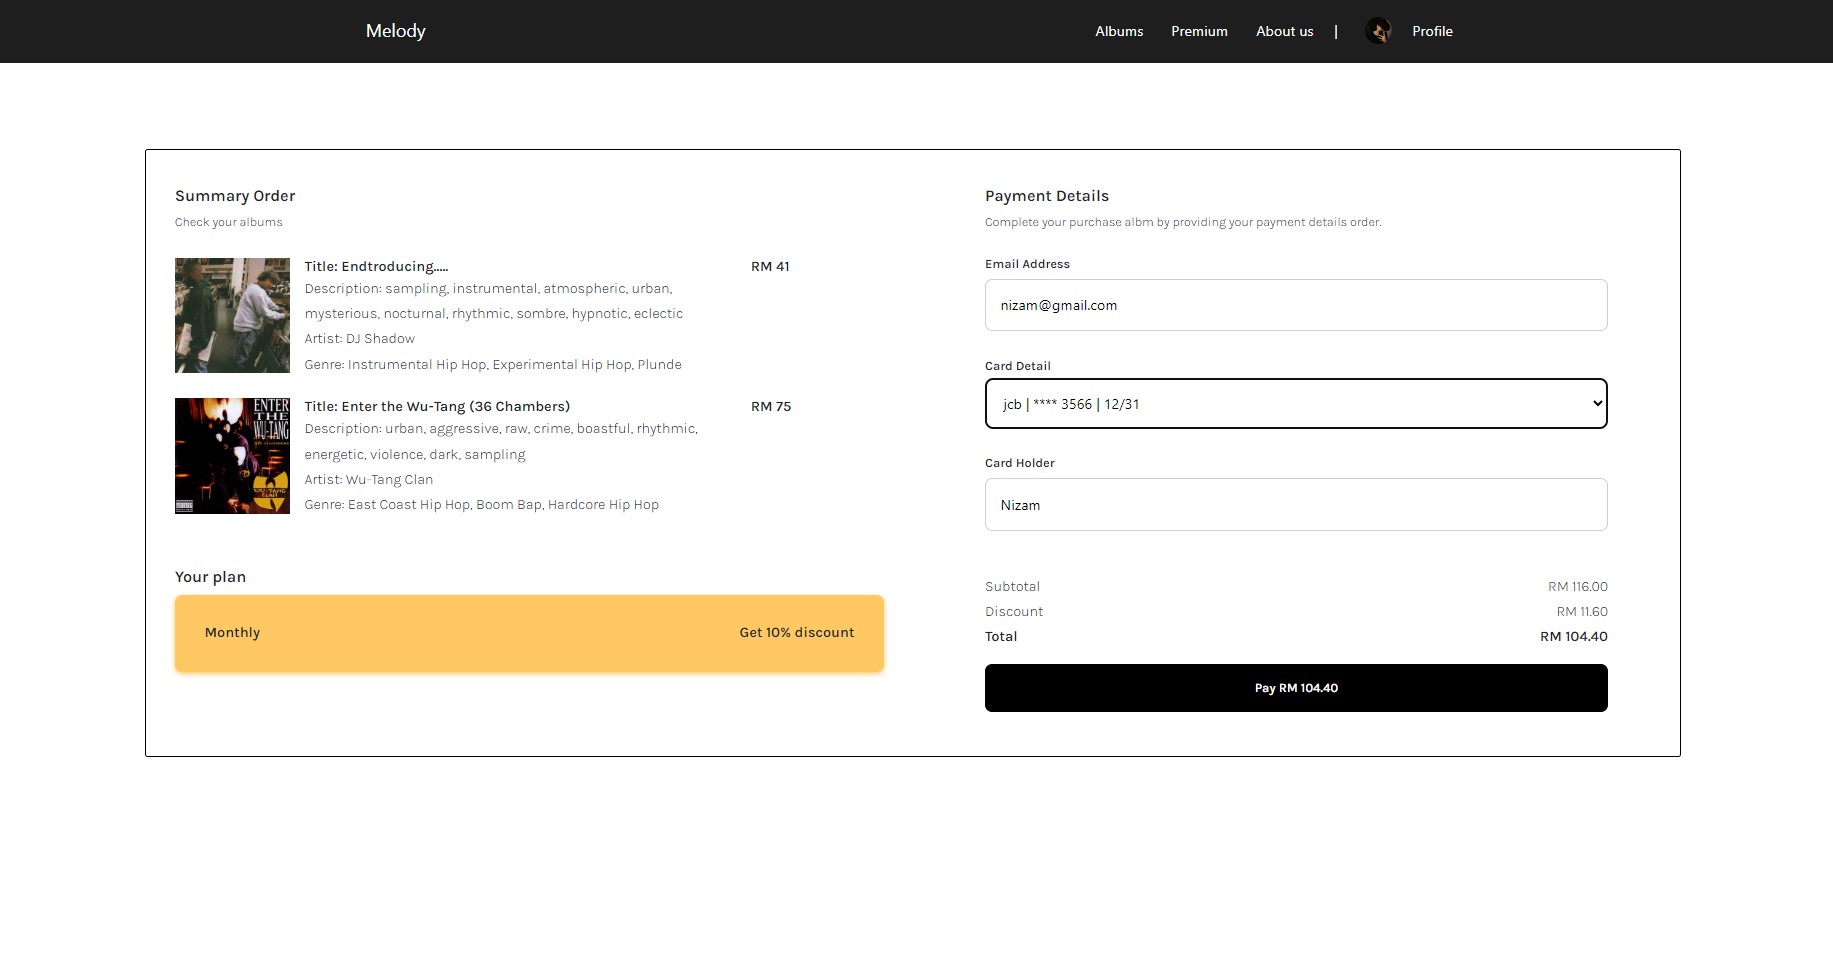 Melody
Albums
Premium
About us
|
Profile
Summary Order
Check your albums
Title: Endtroducing.....
RM 41
Description: sampling, instrumental, atmospheric, urban,
mysterious, nocturnal, rhythmic, sombre, hypnotic, eclectic
Artist: DJ Shadow
Genre: Instrumental Hip Hop, Experimental Hip Hop, Plunde
ENTER
THE
WU-TANG
WU-TANG
CLAN
Title: Enter the Wu-Tang (36 Chambers)
RM 75
Description: urban, aggressive, raw, crime, boastful, rhythmic,
energetic, violence, dark, sampling
Artist: Wu-Tang Clan
Genre: East Coast Hip Hop, Boom Bap, Hardcore Hip Hop
Your plan
Monthly
Get 10% discount
Payment Details
Complete your purchase albm by providing your payment details order.
Email Address
nizam@gmail.com
Card Detail
jcb | **** 3566 | 12/31
Card Holder
Nizam
Subtotal
RM 116.00
Discount
RM 11.60
Total
RM 104.40
Pay RM 104.40